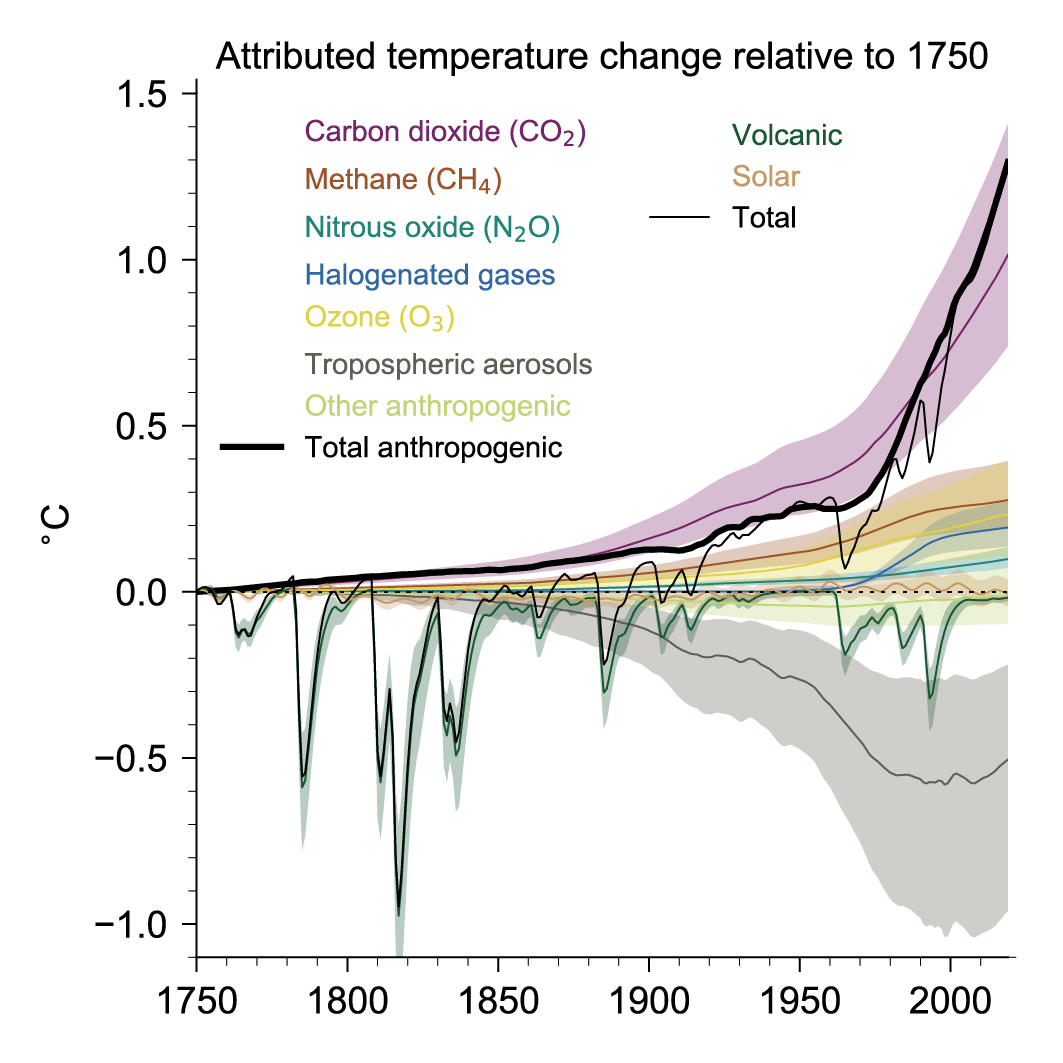 Attributed temperature change relative to 1750
1.5
1.0
0.5
0.0
−0.5
−1.0
°C
Carbon dioxide (CO₂)
Methane (CH₄)
Nitrous oxide (N₂O)
Halogenated gases
Ozone (O₃)
Tropospheric aerosols
Other anthropogenic
Total anthropogenic
Volcanic
Solar
Total
1750 1800 1850 1900 1950 2000